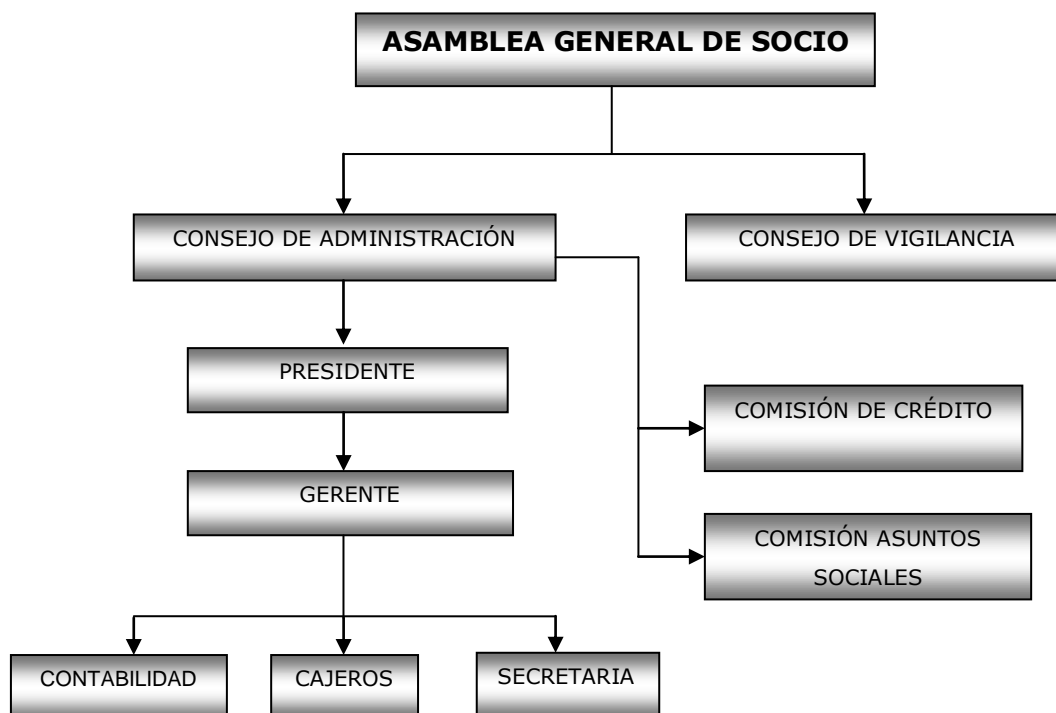 ASAMBLEA GENERAL DE SOCIO
CONSEJO DE ADMINISTRACIÓN
CONSEJO DE VIGILANCIA
PRESIDENTE
COMISIÓN DE CRÉDITO
GERENTE
COMISIÓN ASUNTOS
SOCIALES
CONTABILIDAD
CAJEROS
SECRETARIA